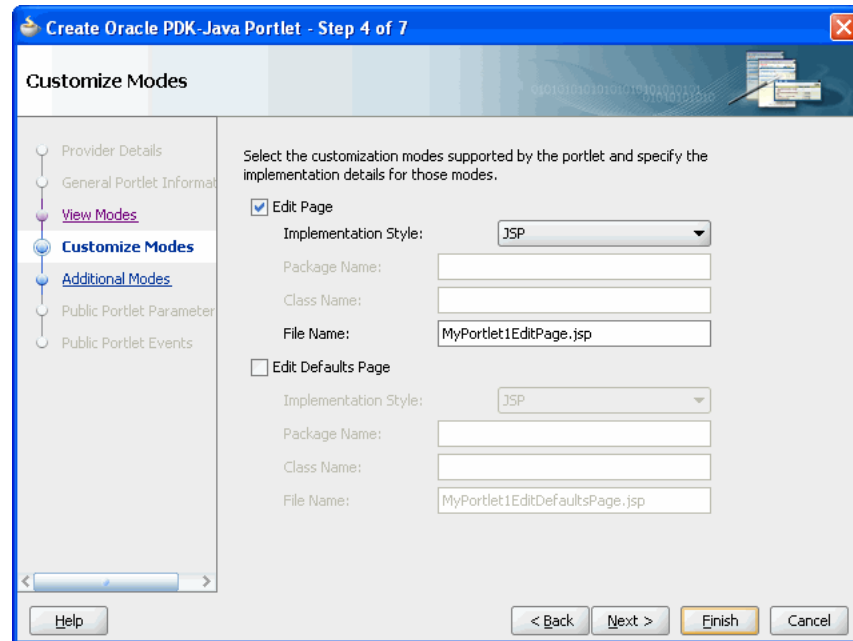 Create Oracle PDK-Java Portlet - Step 4 of 7
Customize Modes
Provider Details
General Portlet Informat
View Modes
Customize Modes
Additional Modes
Public Portlet Parameter
Public Portlet Events
Select the customization modes supported by the portlet and specify the
implementation details for those modes.
Edit Page
Implementation Style: JSP
Package Name:
Class Name:
File Name: MyPortlet1EditPage.jsp
Edit Defaults Page
Implementation Style: JSP
Package Name:
Class Name:
File Name: MyPortlet1EditDefaultsPage.jsp
Help < Back Next > Finish Cancel